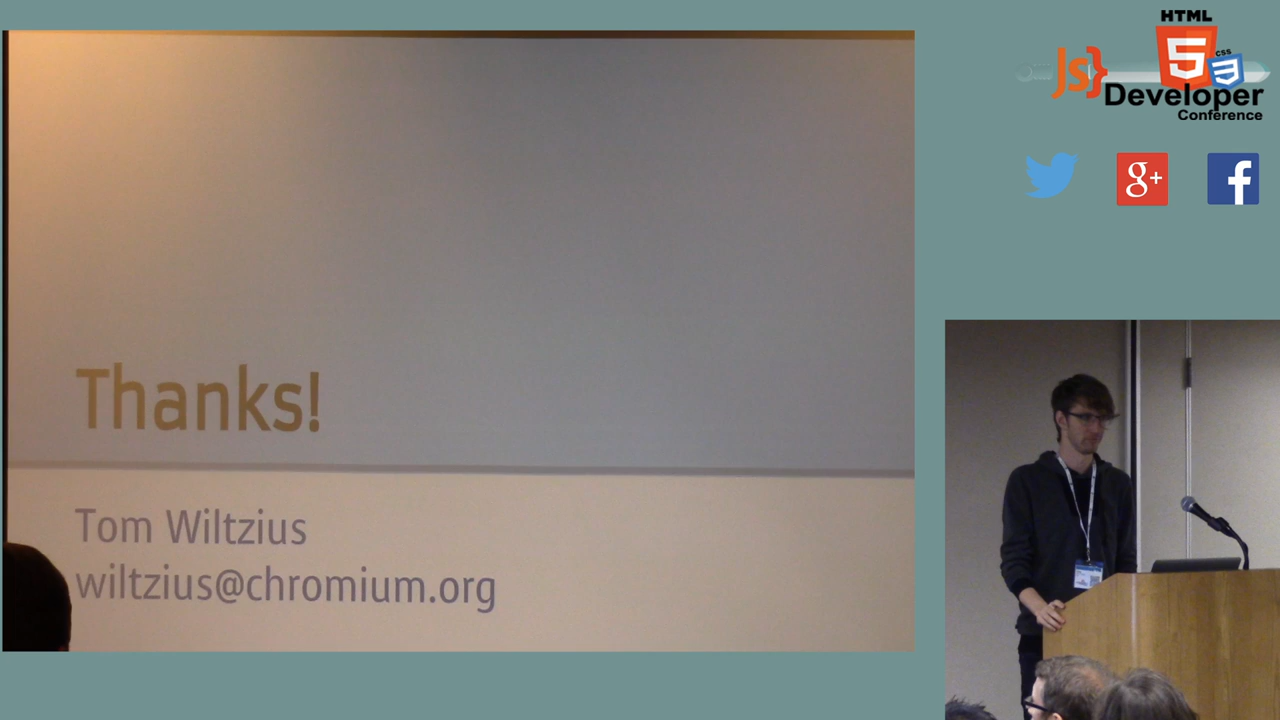 HTML
JS}
5
css
3
Developer
Conference
g+
f
Thanks!
Tom Wiltzius
wiltzius@chromium.org